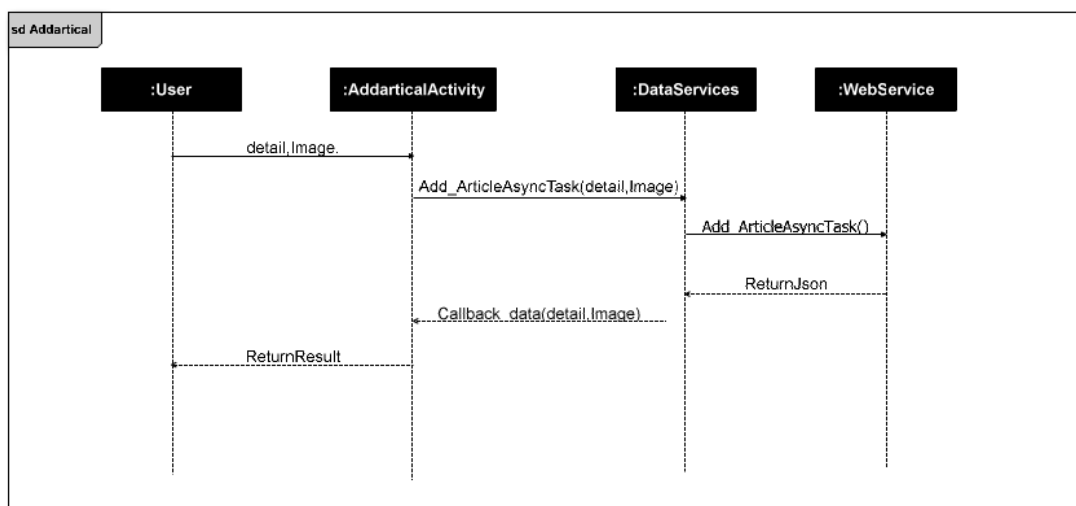 sd Addartical
:User
:AddarticalActivity
:DataServices
:WebService
detail,Image.
Add_ArticleAsyncTask(detail,Image)
Add_ArticleAsyncTask()
ReturnJson
Callback_data(detail,Image)
ReturnResult